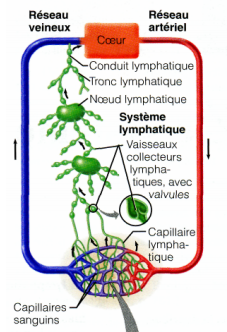 Réseau
veineux
Réseau
artériel
Cœur
Conduit lymphatique
Tronc lymphatique
Nœud lymphatique
Système
lymphatique
Vaisseaux
collecteurs
lympha-
tiques, avec
valvules
Capillaire
lympha-
tique
Capillaires
sanguins